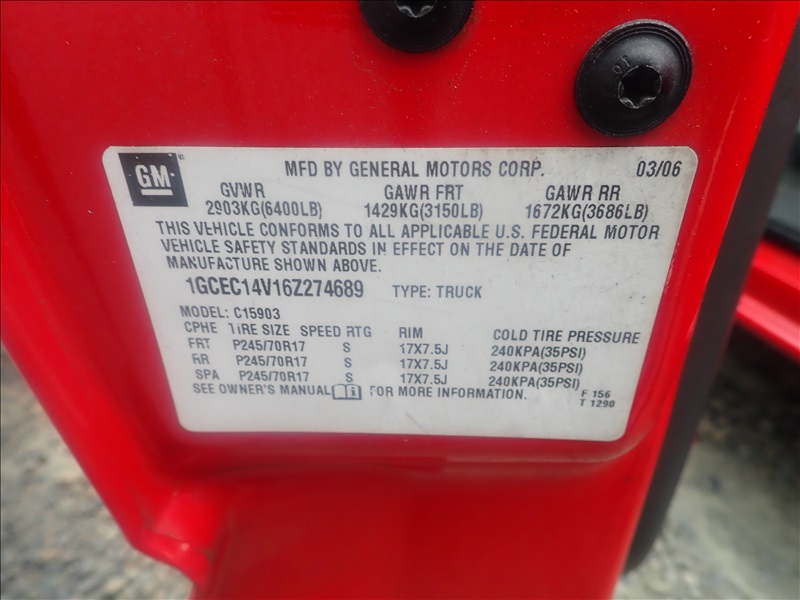 GM
MFD BY GENERAL MOTORS CORP. 03/06
GVWR GAWR FRT GAWR RR
2903KG(6400LB) 1429KG(3150LB) 1672KG(3686LB)
THIS VEHICLE CONFORMS TO ALL APPLICABLE U.S. FEDERAL MOTOR
VEHICLE SAFETY STANDARDS IN EFFECT ON THE DATE OF
MANUFACTURE SHOWN ABOVE.
1GCEC14V16Z274689 TYPE: TRUCK
MODEL: C15903
CPHE TIRE SIZE SPEED RTG RIM COLD TIRE PRESSURE
FRT P245/70R17 S 17X7.5J 240KPA(35PSI)
RR P245/70R17 S 17X7.5J 240KPA(35PSI)
SPA P245/70R17 S 17X7.5J 240KPA(35PSI)
SEE OWNER'S MANUAL FOR MORE INFORMATION.
F 156
T 1290